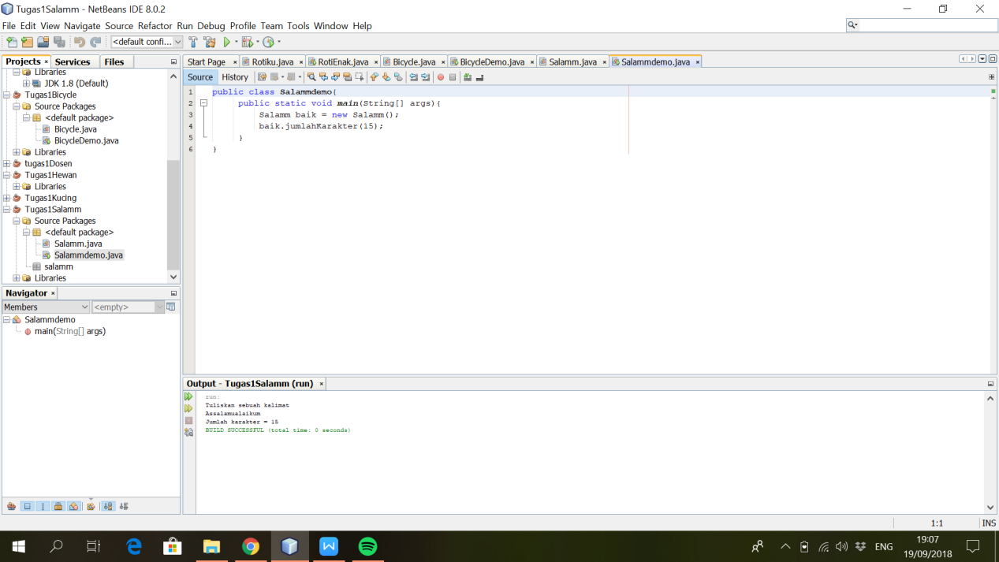 Tugas1Salamm - NetBeans IDE 8.0.2
File Edit View Navigate Source Refactor Run Debug Profile Team Tools Window Help
<default confi...
Projects × Services Files
Libraries
JDK 1.8 (Default)
Tugas1Bicycle
Source Packages
<default package>
Bicycle.java
BicycleDemo.java
Libraries
tugas1Dosen
Tugas1Hewan
Libraries
Tugas1Kucing
Tugas1Salamm
Source Packages
<default package>
Salamm.java
Salammdemo.java
salamm
Libraries
Navigator ×
Members <empty>
Salammdemo
main(String[] args)
Start Page × Rotiku.java × RotiEnak.java × Bicycle.java × BicycleDemo.java × Salamm.java × Salammdemo.java ×
Source History
1 public class Salammdemo{
2 public static void main(String[] args){
3 Salamm baik = new Salamm();
4 baik.jumlahKarakter(15);
5 }
6 }
Output - Tugas1Salamm (run) ×
run:
Tuliskan sebuah kalimat
Assalamualaikum
Jumlah karakter = 15
BUILD SUCCESSFUL (total time: 0 seconds)
1:1 INS
ENG
19:07
19/09/2018